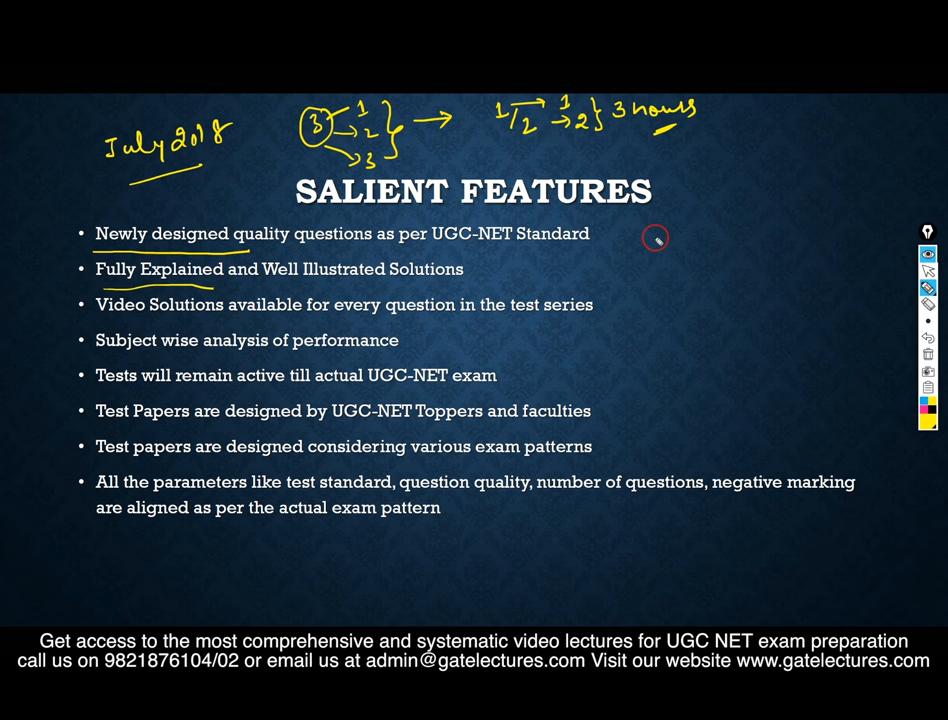 July 2018
3 1
→ 2
→ 3
→
1/2 → 1
→ 2
3 hours
SALIENT FEATURES
• Newly designed quality questions as per UGC-NET Standard
• Fully Explained and Well Illustrated Solutions
• Video Solutions available for every question in the test series
• Subject wise analysis of performance
• Tests will remain active till actual UGC-NET exam
• Test Papers are designed by UGC-NET Toppers and faculties
• Test papers are designed considering various exam patterns
• All the parameters like test standard, question quality, number of questions, negative marking
are aligned as per the actual exam pattern
Get access to the most comprehensive and systematic video lectures for UGC NET exam preparation
call us on 9821876104/02 or email us at admin@gatelectures.com Visit our website www.gatelectures.com